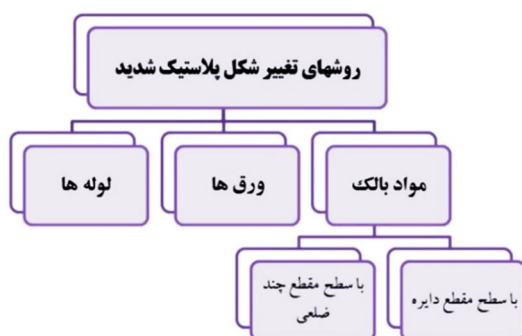 روشهای تغییر شکل پلاستیک شدید
مواد بالک
ورق ها
لوله ها
با سطح مقطع دایره
با سطح مقطع چند
ضلعی